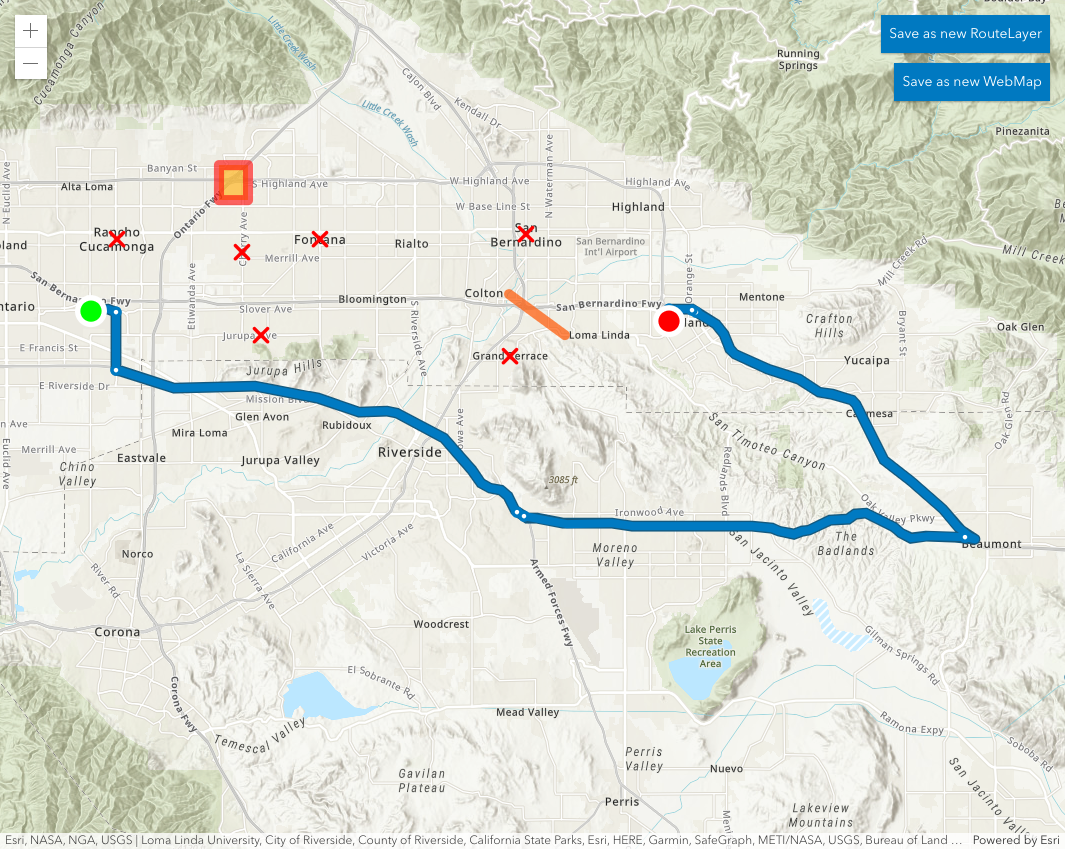 Boulder Bay
Cucamonga Canyon
Little Creek Wash
Save as new RouteLayer
Running Springs
Cajon Blvd
Save as new WebMap
Kendall Dr
Little Creek Wash
Pinezanita
N Waterman Ave
Banyan St
Alta Loma
S Highland Ave
W Highland Ave
Highland Ave
N Euclid Ave
Ontario Fwy
W Base Line St
Highland
Rancho Cucamonga
Fontana
Rialto
San Bernardino
San Bernardino Int'l Airport
Mill Creek Rd
Mill Creek
Merrill Ave
Orange St
San Bernardino Fwy
Etiwanda Ave
Bloomington
Colton
San Bernardino Fwy
Mentone
Slover Ave
S Riverside Ave
Crafton Hills
Bryant St
Oak Glen
E Francis St
Loma Linda
Grand Terrace
Yucaipa
Jurupa Hills
E Riverside Dr
Glen Avon
Rubidoux
Mira Loma
Iowa Ave
San Timoteo Canyon
Oak Glen Rd
Merrill Ave
Euclid Ave
Eastvale
Jurupa Valley
Riverside
Chino Valley
Redlands Blvd
3085 ft
Oak Valley Pkwy
Ironwood Ave
California Ave
Victoria Ave
Moreno Valley
The Badlands
Beaumont
Norco
La Sierra Ave
River Rd
Armed Forces Fwy
San Jacinto Valley
Corona
Woodcrest
Lake Perris State Recreation Area
Gilman Springs Rd
El Sobrante Rd
Corona Fwy
Mead Valley
Temescal Valley
Ramona Expy
Soboba Rd
Perris Valley
Nuevo
Gavilan Plateau
San Jacinto Valley
Perris
Lakeview Mountains
Esri, NASA, NGA, USGS | Loma Linda University, City of Riverside, County of Riverside, California State Parks, Esri, HERE, Garmin, SafeGraph, METI/NASA, USGS, Bureau of Land …
Powered by Esri